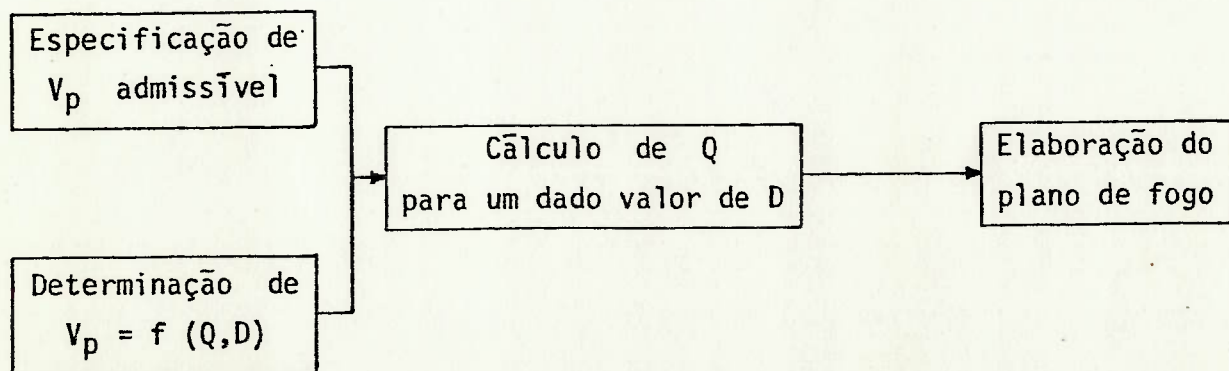 Especificação de
Vp admissível
Cálculo de Q
para um dado valor de D
Elaboração do
plano de fogo
Determinação de
Vp = f (Q,D)